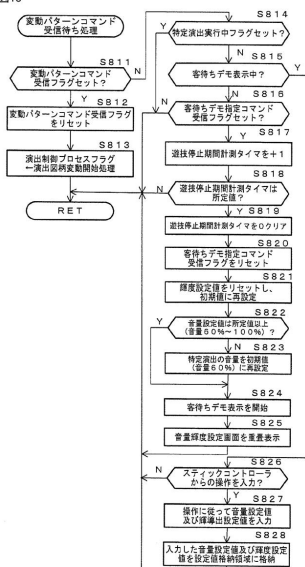 変動パターンコマンド
受信待ち処理
S811
変動パターンコマンド
受信フラグセット?
N
Y
S812
変動パターンコマンド受信フラグ
をリセット
S813
演出制御プロセスフラグ
←演出図柄変動開始処理
RET
S814
特定演出実行中フラグセット?
Y
N
S815
客待ちデモ表示中?
Y
N
S816
客待ちデモ指定コマンド
受信フラグセット?
N
Y
S817
遊技停止期間計測タイマを+1
S818
遊技停止期間計測タイマは
所定値?
N
Y
S819
遊技停止期間計測タイマを0クリア
S820
客待ちデモ指定コマンド
受信フラグをリセット
S821
輝度設定値をリセットし、
初期値に再設定
S822
音量設定値は所定値以上
(音量60%~100%)?
Y
N
S823
特定演出の音量を初期値
(音量60%)に再設定
S824
客待ちデモ表示を開始
S825
音量輝度設定画面を重畳表示
S826
スティックコントローラ
からの操作を入力?
N
Y
S827
操作に従って音量設定値
及び輝導出設定値を入力
S828
入力した音量設定値及び輝度設定
値を設定格納領域に格納